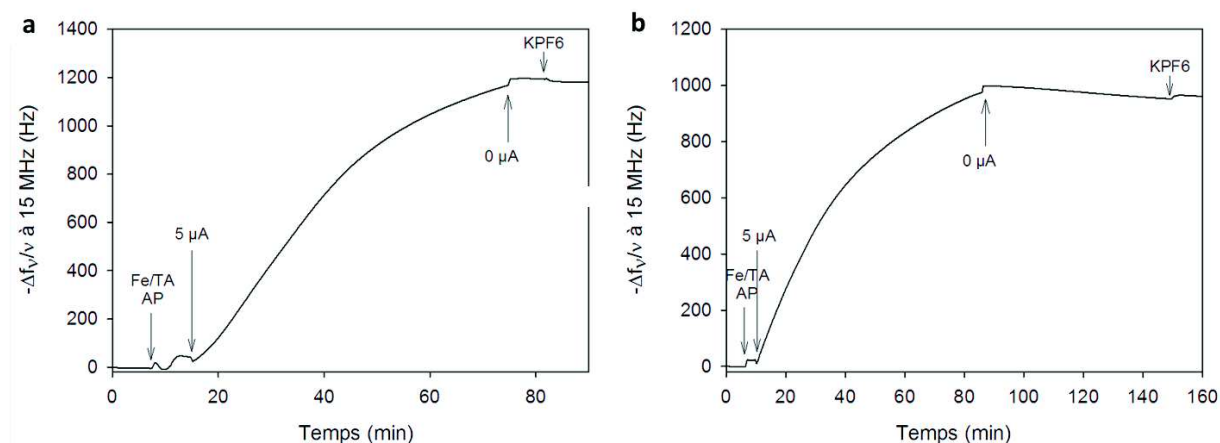 a
1400
1200
1000
800
600
400
200
0
-Δfν/ν à 15 MHz (Hz)
KPF6
0 µA
5 µA
Fe/TA
AP
0 20 40 60 80
Temps (min)
b
1200
1000
800
600
400
200
0
-Δfν/ν à 15 MHz (Hz)
KPF6
0 µA
5 µA
Fe/TA
AP
0 20 40 60 80 100 120 140 160
Temps (min)